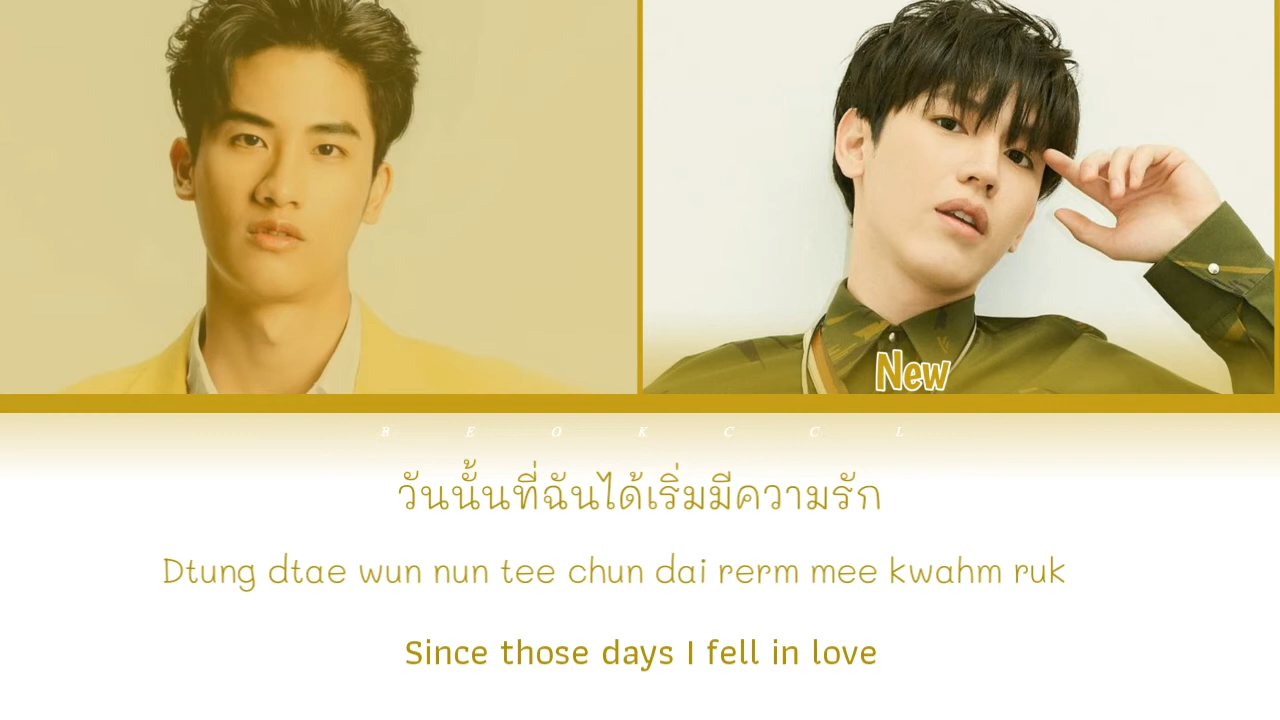 New
B E O K C C L
วันนั้นที่ฉันได้เริ่มมีความรัก
Dtung dtae wun nun tee chun dai rerm mee kwahm ruk
Since those days I fell in love